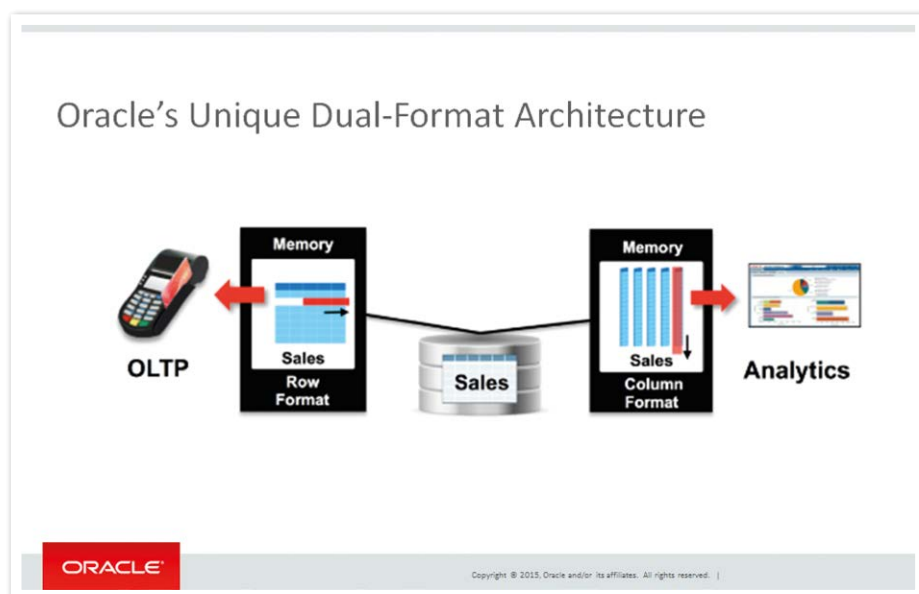 Oracle's Unique Dual-Format Architecture
Memory
Sales
Row
Format
OLTP
Sales
Memory
Sales
Column
Format
Analytics
ORACLE
Copyright © 2015, Oracle and/or its affiliates. All rights reserved. |